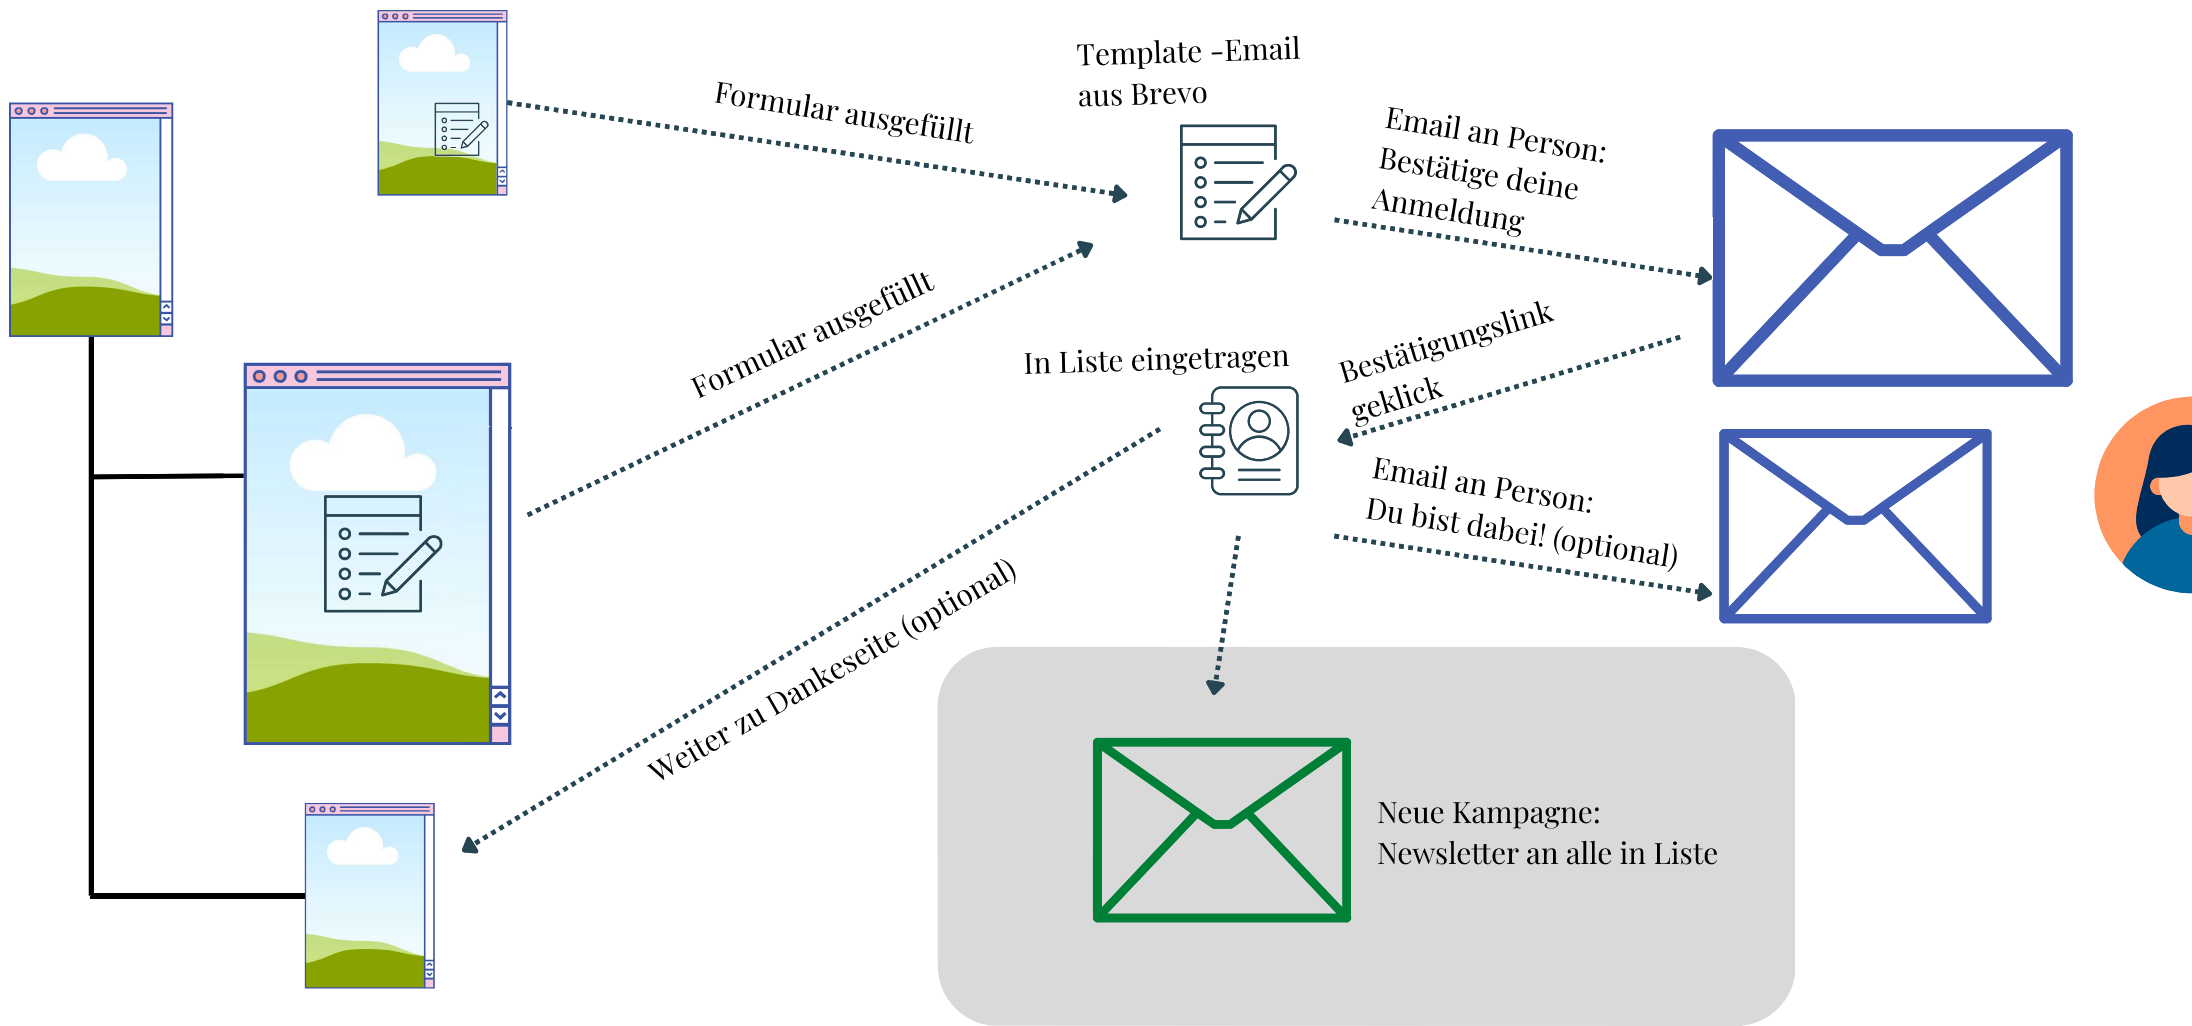 Template -Email
aus Brevo
Formular ausgefüllt
Email an Person:
Bestätige deine
Anmeldung
Formular ausgefüllt
In Liste eingetragen
Bestätigungslink
geklick
Email an Person:
Du bist dabei! (optional)
Weiter zu Dankeseite (optional)
Neue Kampagne:
Newsletter an alle in Liste